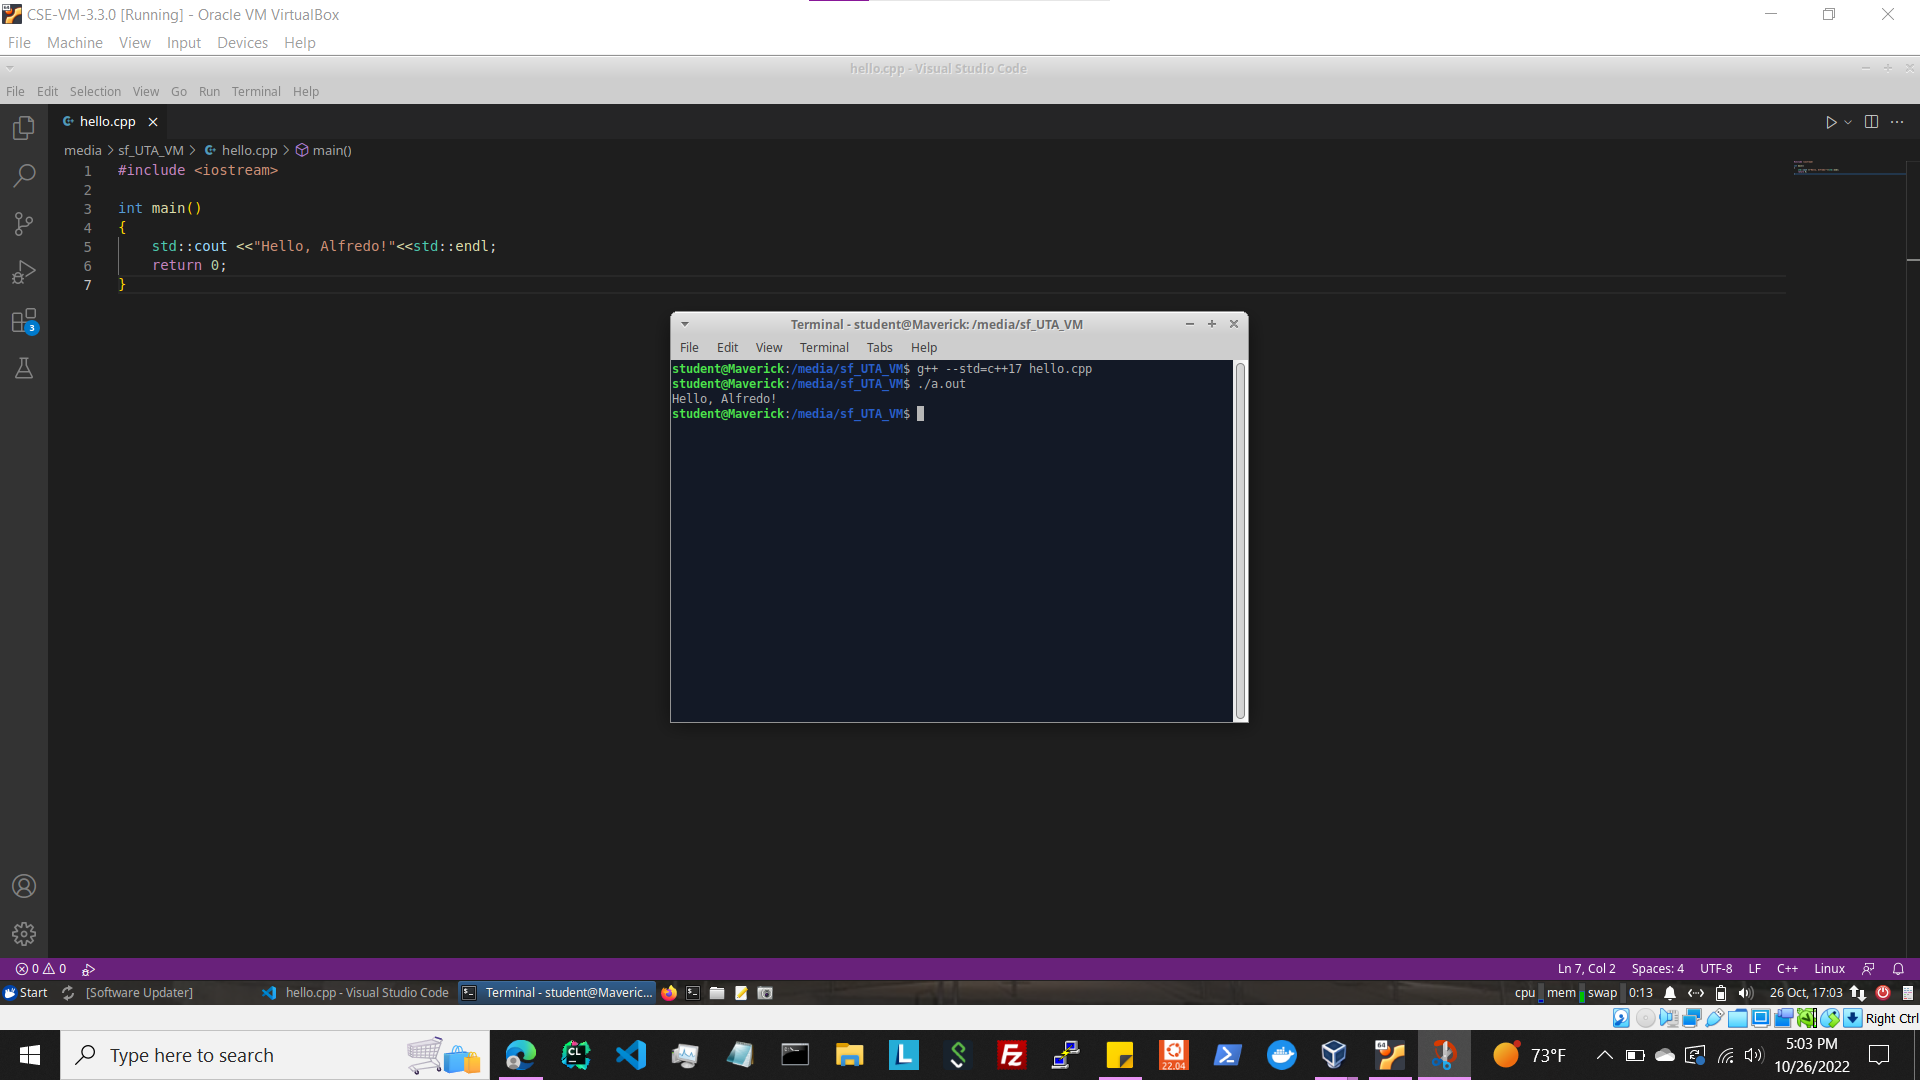 CSE-VM-3.3.0 [Running] - Oracle VM VirtualBox
File Machine View Input Devices Help
hello.cpp - Visual Studio Code
File Edit Selection View Go Run Terminal Help
hello.cpp
media > sf_UTA_VM > hello.cpp > main()
1 #include <iostream>
2
3 int main()
4 {
5 std::cout <<"Hello, Alfredo!"<<std::endl;
6 return 0;
7 }
3
Terminal - student@Maverick: /media/sf_UTA_VM
File Edit View Terminal Tabs Help
student@Maverick:/media/sf_UTA_VM$ g++ --std=c++17 hello.cpp
student@Maverick:/media/sf_UTA_VM$ ./a.out
Hello, Alfredo!
student@Maverick:/media/sf_UTA_VM$
0 0 Ln 7, Col 2 Spaces: 4 UTF-8 LF C++ Linux
Start [Software Updater] hello.cpp - Visual Studio Code Terminal - student@Maveric... cpu mem swap 0:13 26 Oct, 17:03
Right Ctrl
Type here to search CL L Fz 22.04 64 73°F 5:03 PM
10/26/2022